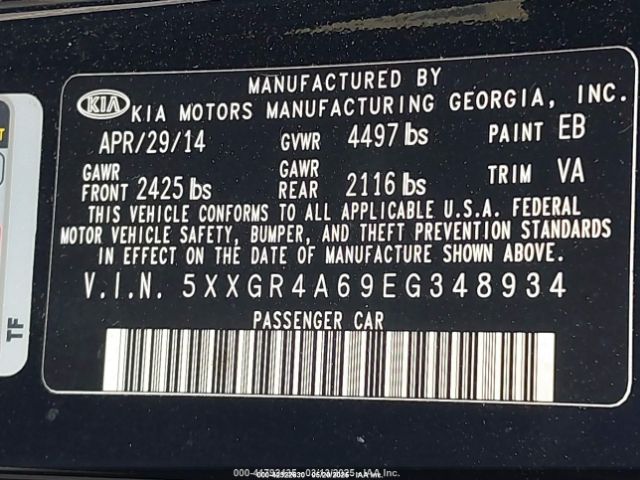 MANUFACTURED BY
KIA KIA MOTORS MANUFACTURING GEORGIA, INC.
APR/29/14 GVWR 4497 lbs PAINT EB
GAWR FRONT 2425 lbs GAWR REAR 2116 lbs TRIM VA
THIS VEHICLE CONFORMS TO ALL APPLICABLE U.S.A. FEDERAL
MOTOR VEHICLE SAFETY, BUMPER, AND THEFT PREVENTION STANDARDS
IN EFFECT ON THE DATE OF MANUFACTURE SHOWN ABOVE.
V.I.N. 5XXGR4A69EG348934
PASSENGER CAR
TF